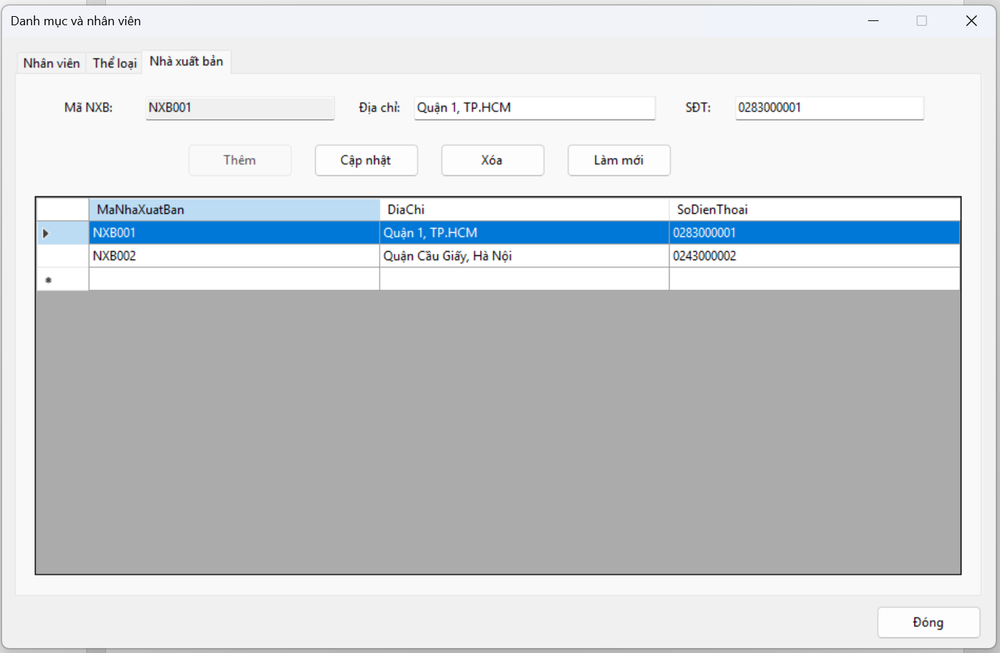 Danh mục và nhân viên
Nhân viên Thể loại Nhà xuất bản
Mã NXB: NXB001 Địa chỉ: Quận 1, TP.HCM SĐT: 0283000001
Thêm Cập nhật Xóa Làm mới
MaNhaXuatBan DiaChi SoDienThoai
NXB001 Quận 1, TP.HCM 0283000001
NXB002 Quận Cầu Giấy, Hà Nội 0243000002
Đóng